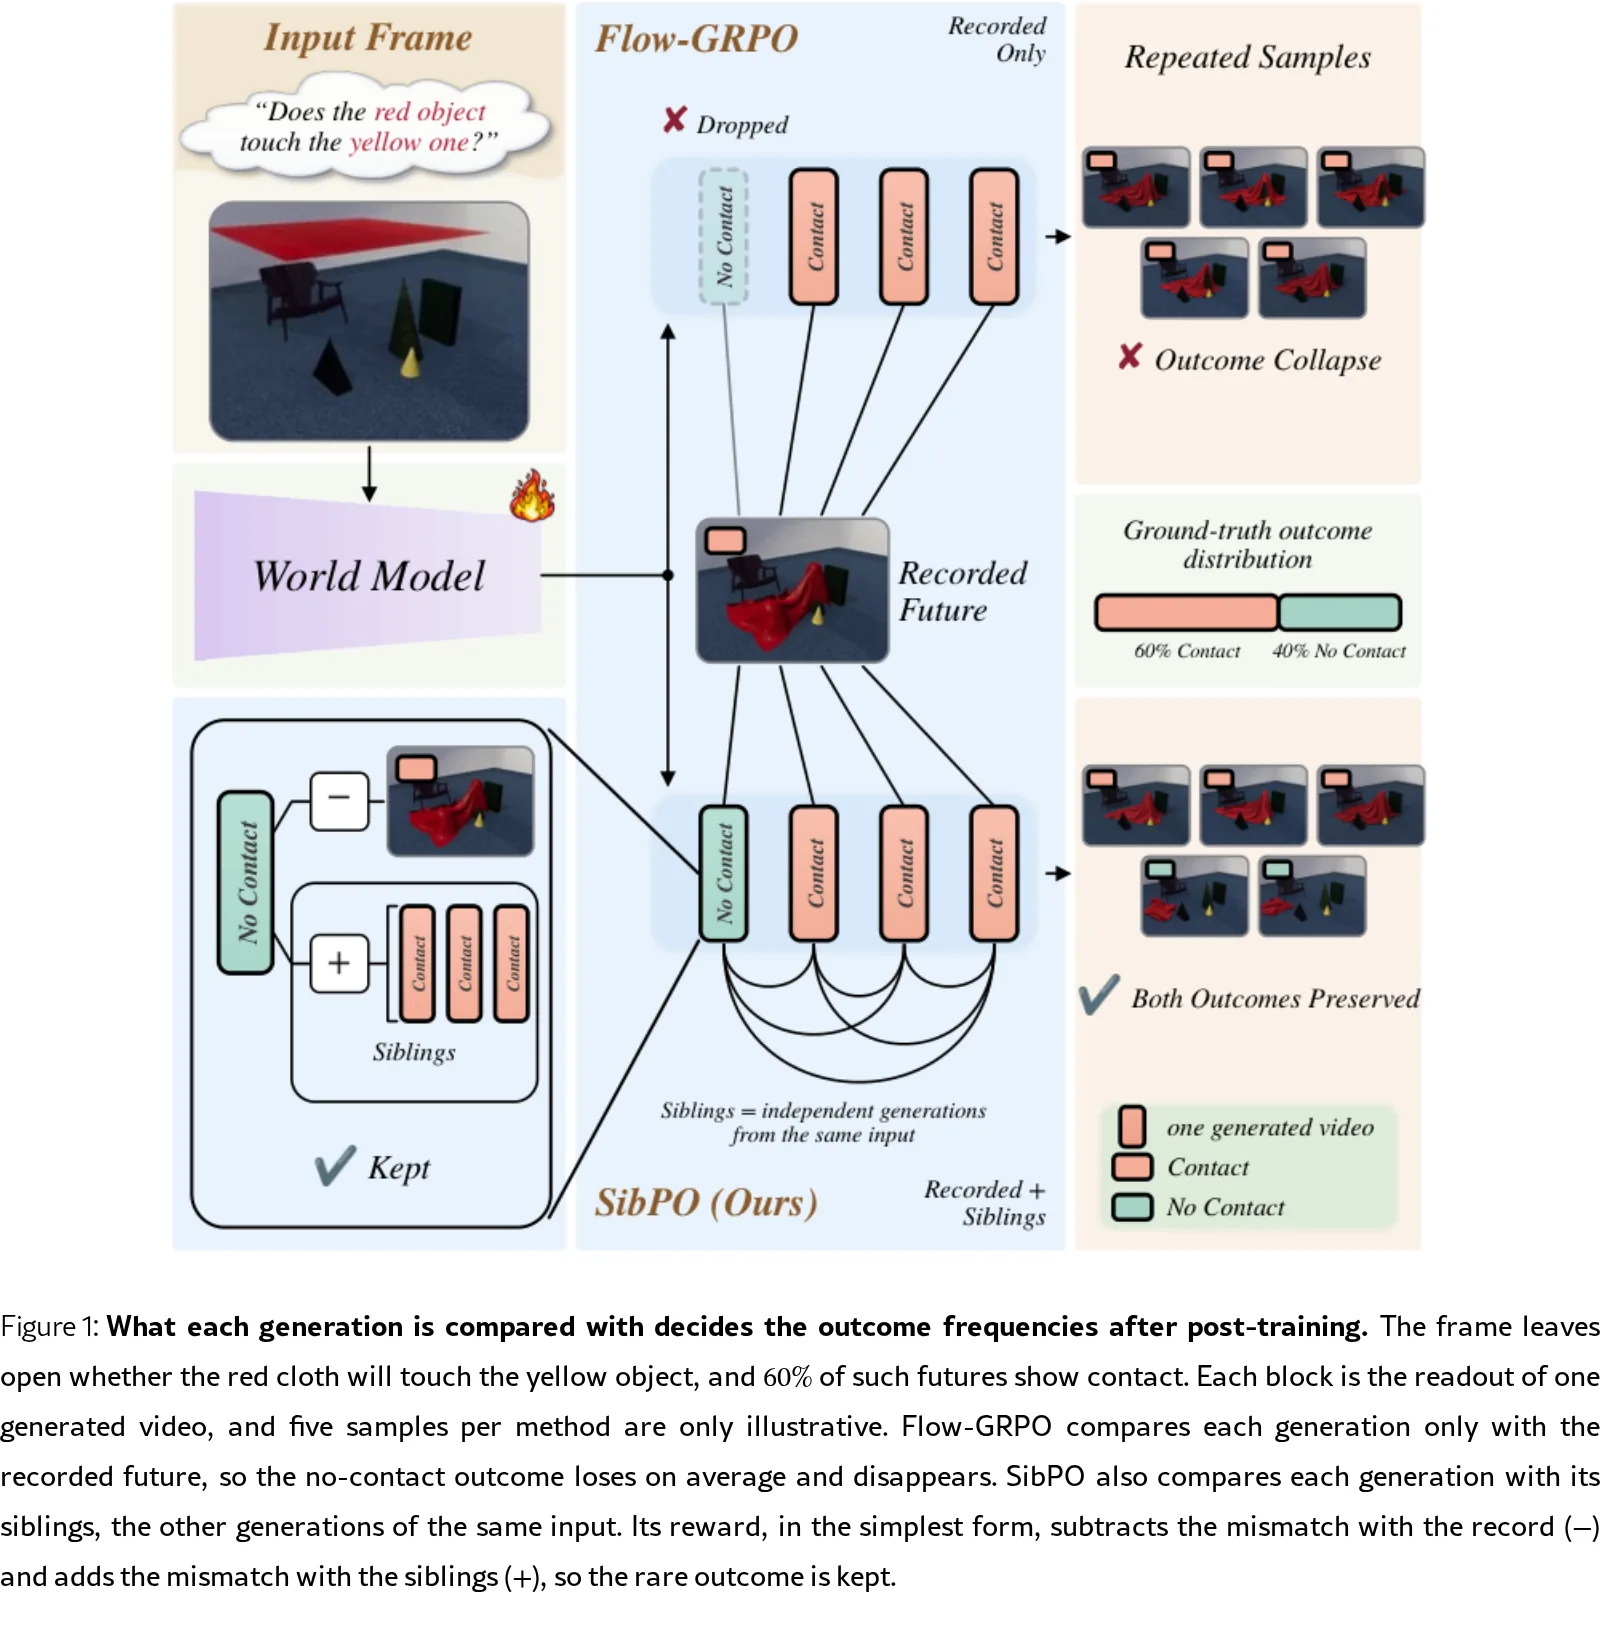 Input Frame
“Does the red object
touch the yellow one?”
World Model
No Contact
−
+
Contact
Contact
Contact
Siblings
Kept
Flow-GRPO
Recorded
Only
Dropped
No Contact
Contact
Contact
Contact
Recorded
Future
No Contact
Contact
Contact
Contact
Siblings = independent generations
from the same input
SibPO (Ours)
Recorded +
Siblings
Repeated Samples
Outcome Collapse
Ground-truth outcome
distribution
60% Contact
40% No Contact
Both Outcomes Preserved
one generated video
Contact
No Contact
Figure 1: What each generation is compared with decides the outcome frequencies after post-training. The frame leaves
open whether the red cloth will touch the yellow object, and 60% of such futures show contact. Each block is the readout of one
generated video, and five samples per method are only illustrative. Flow-GRPO compares each generation only with the
recorded future, so the no-contact outcome loses on average and disappears. SibPO also compares each generation with its
siblings, the other generations of the same input. Its reward, in the simplest form, subtracts the mismatch with the record (−)
and adds the mismatch with the siblings (+), so the rare outcome is kept.